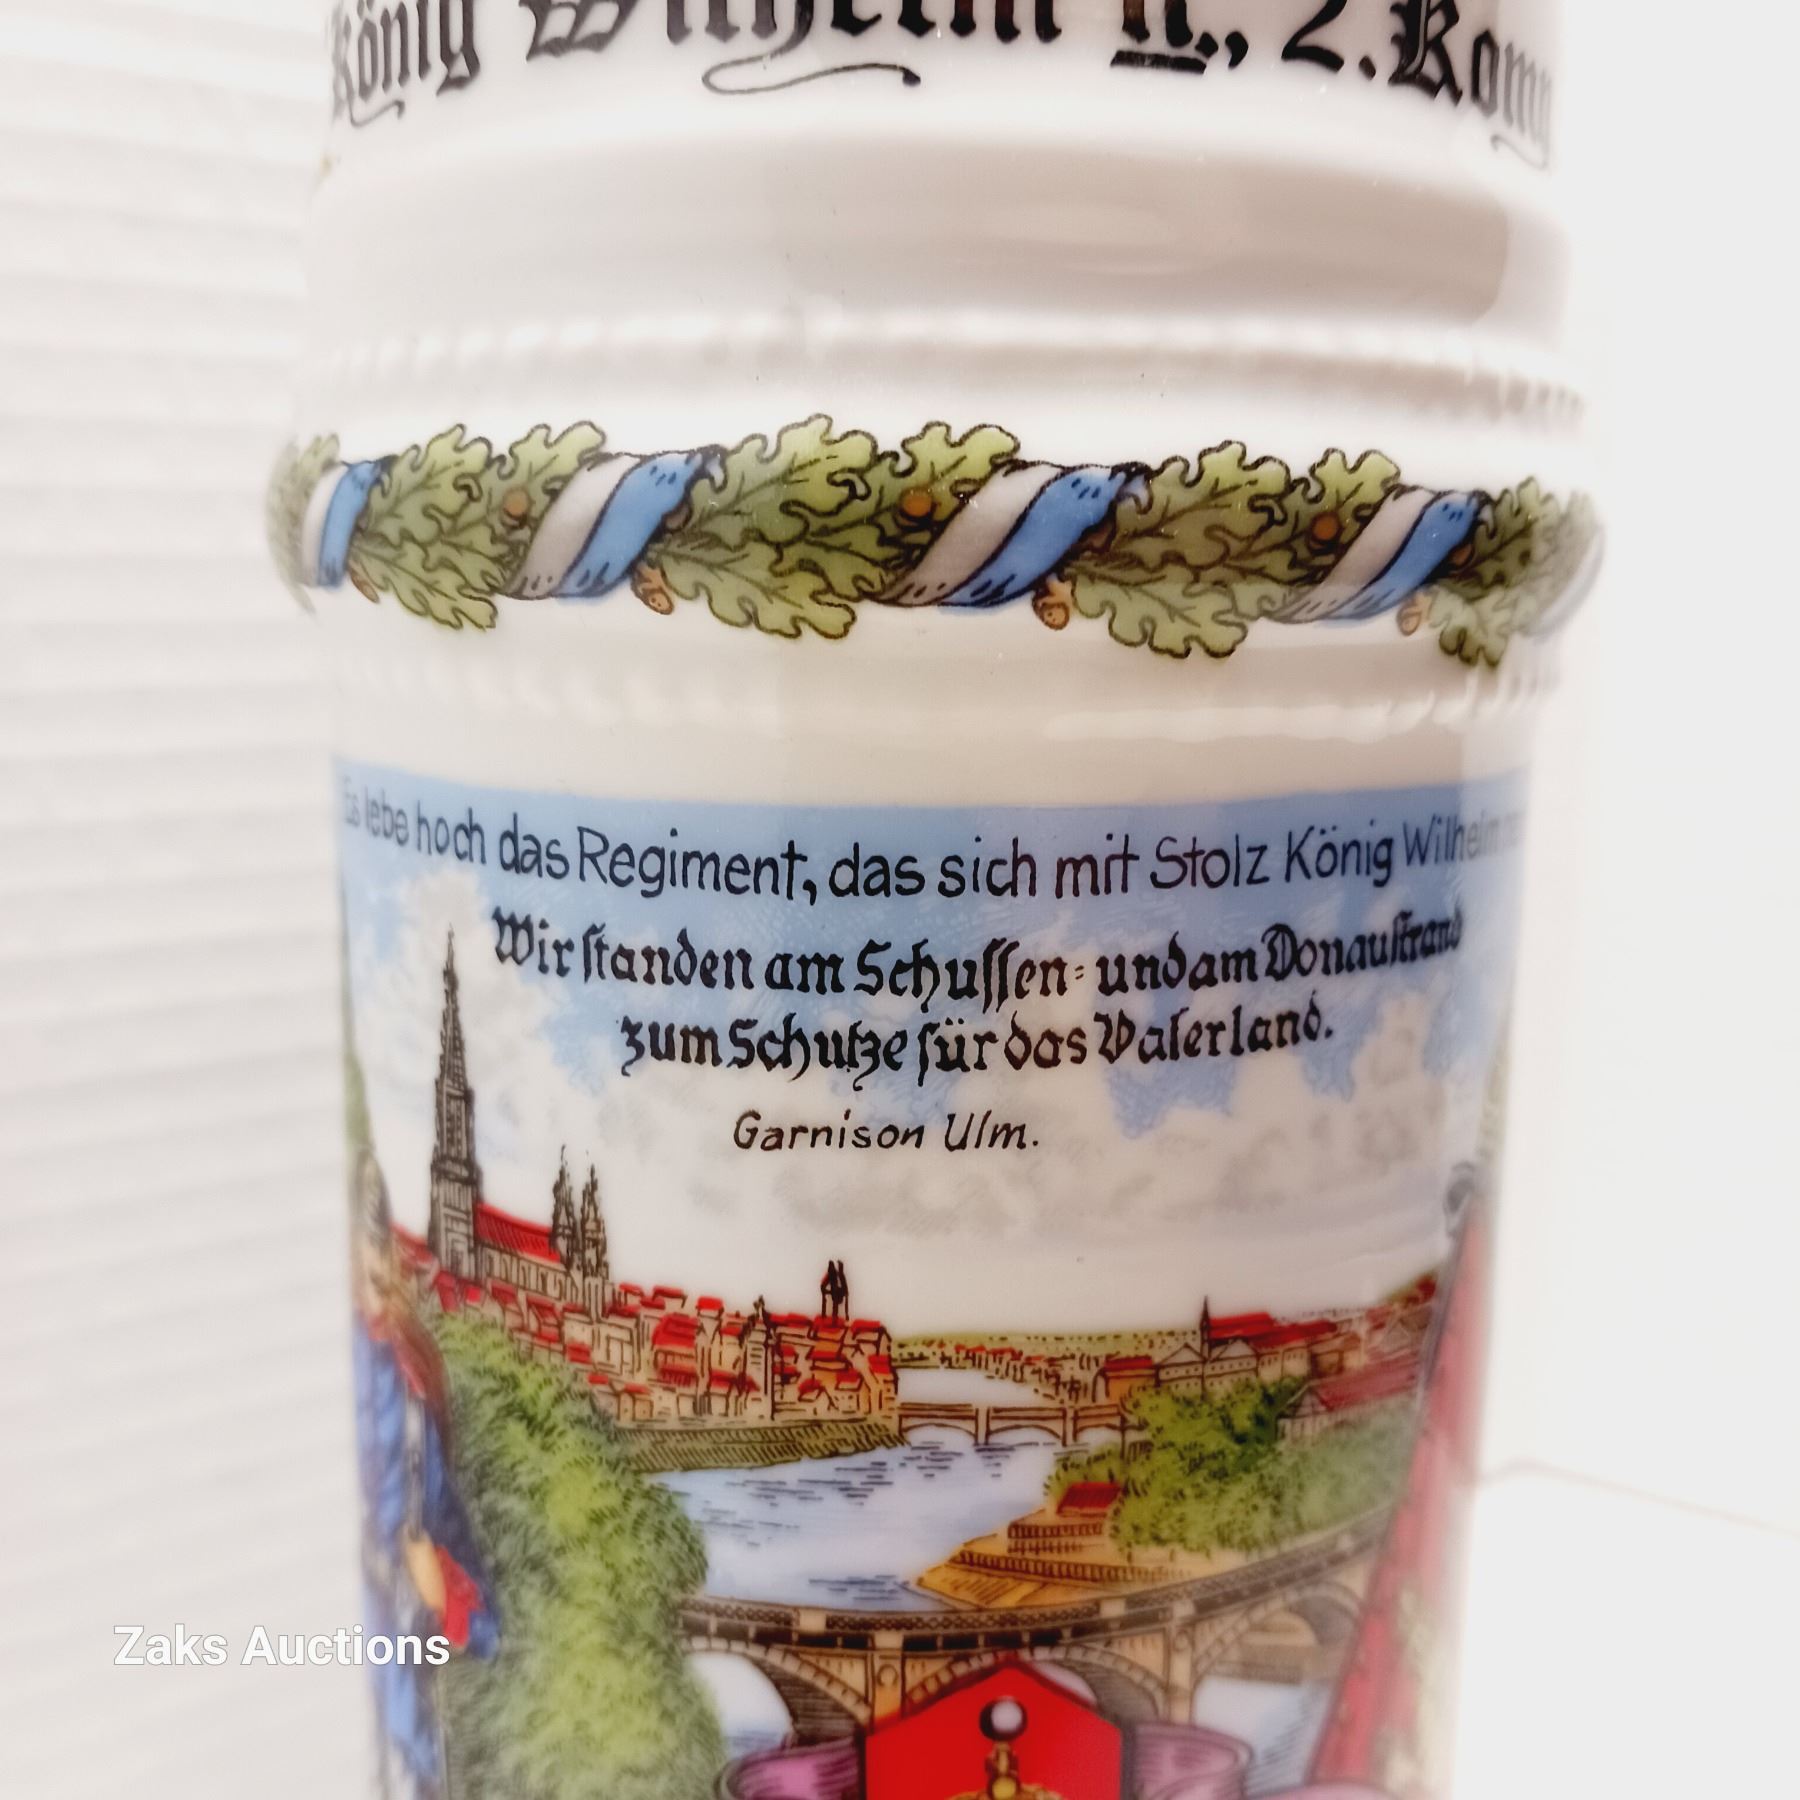 König Wilhelm II., 2. Komp
Es lebe hoch das Regiment, das sich mit Stolz König Wilhelm
Wir standen am Schussen= und am Donaustrand
zum Schutze für das Vaterland.
Garnison Ulm.
Zaks Auctions